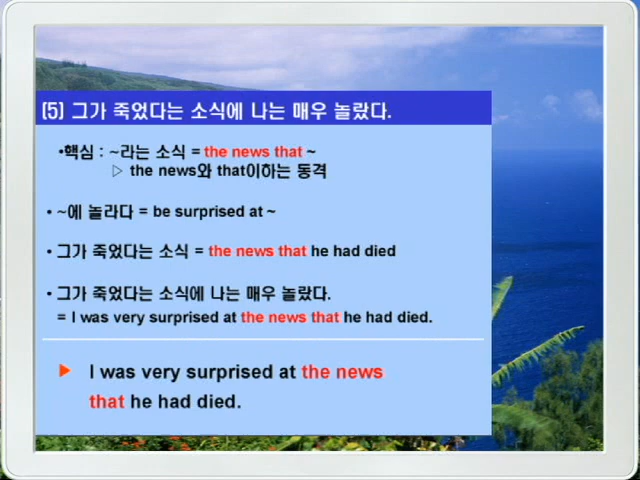 (5) 그가 죽었다는 소식에 나는 매우 놀랐다.
•핵심 : ~라는 소식 = the news that ~
▷ the news와 that이하는 동격
• ~에 놀라다 = be surprised at ~
• 그가 죽었다는 소식 = the news that he had died
• 그가 죽었다는 소식에 나는 매우 놀랐다.
= I was very surprised at the news that he had died.
▶ I was very surprised at the news
that he had died.